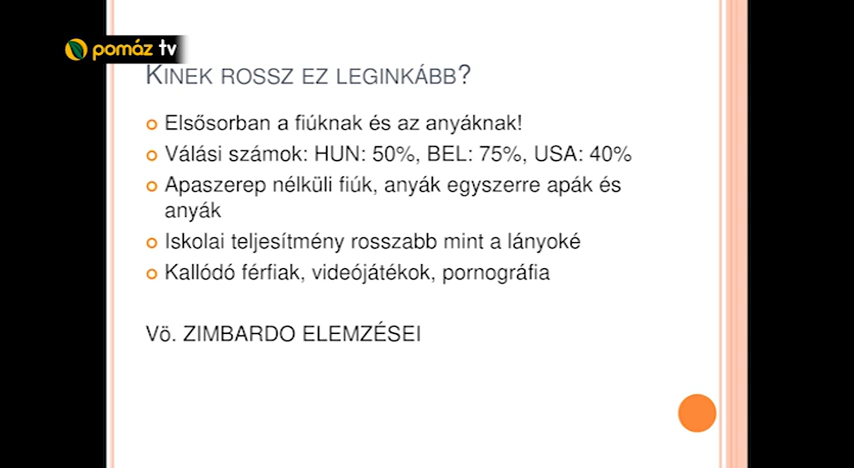 pomáz tv
KINEK ROSSZ EZ LEGINKÁBB?
Elsősorban a fiúknak és az anyáknak!
Válási számok: HUN: 50%, BEL: 75%, USA: 40%
Apaszerep nélküli fiúk, anyák egyszerre apák és
anyák
Iskolai teljesítmény rosszabb mint a lányoké
Kallódó férfiak, videójátékok, pornográfia
Vö. ZIMBARDO ELEMZÉSEI